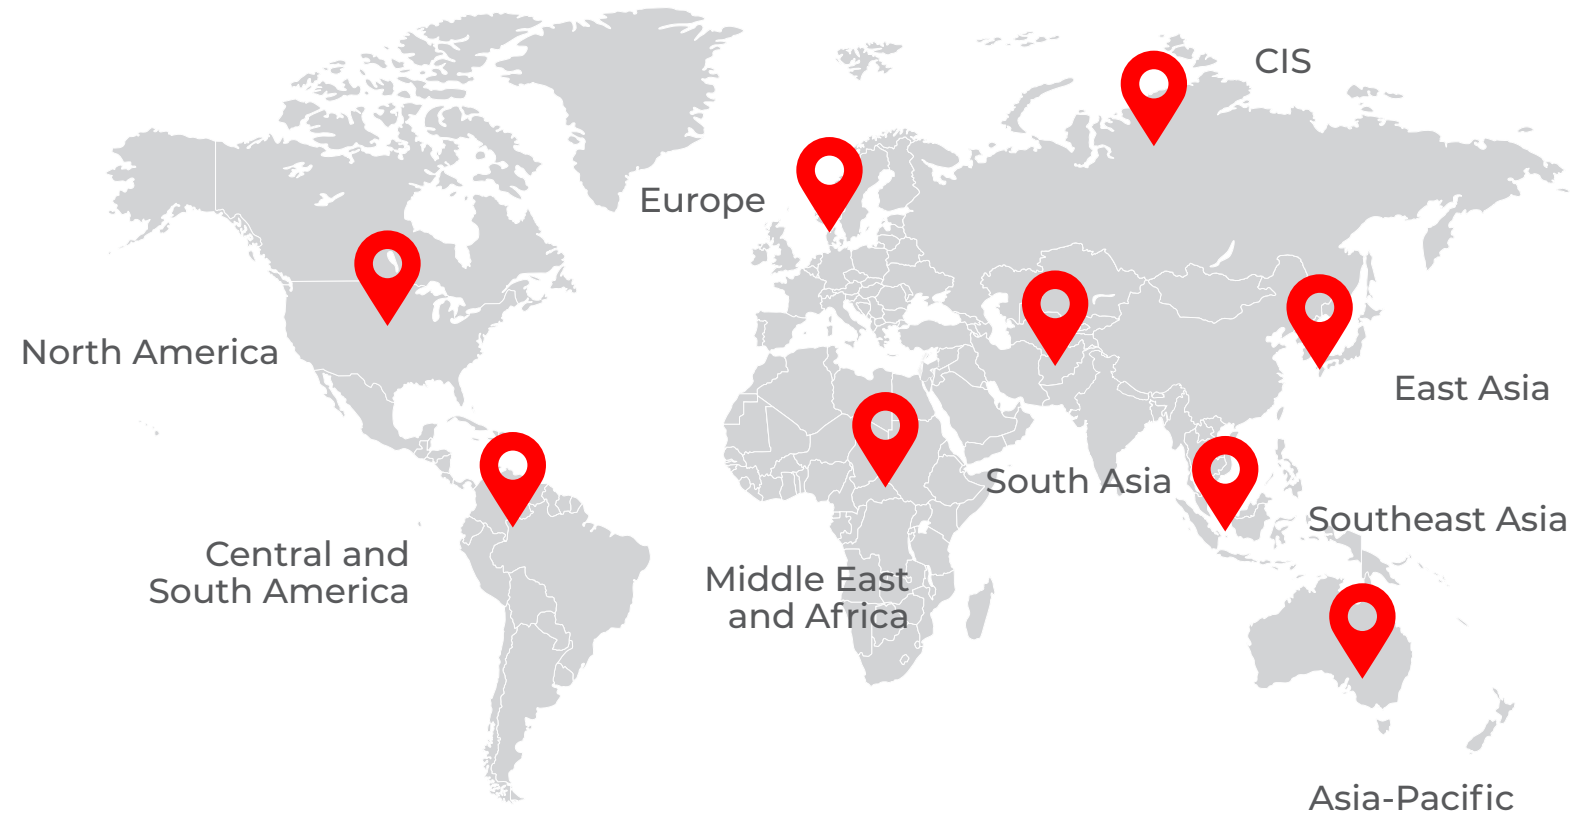 CIS
Europe
North America
East Asia
South Asia
Southeast Asia
Central and
South America
Middle East
and Africa
Asia-Pacific